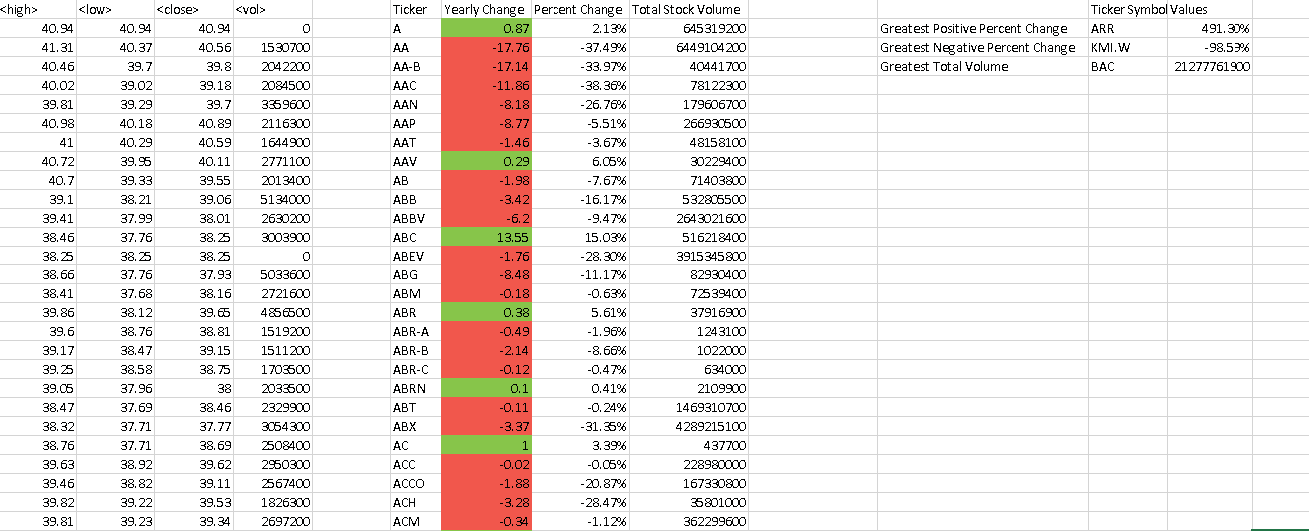 <high> <low> <close> <vol> Ticker Yearly Change Percent Change Total Stock Volume Ticker Symbol Values
40.94 40.94 40.94 0 A 0.87 2.13% 645319200 Greatest Positive Percent Change ARR 491.30%
41.31 40.37 40.56 1530700 AA -17.76 -37.49% 6449104200 Greatest Negative Percent Change KMI.W -98.59%
40.46 39.7 39.8 2042200 AA-B -17.14 -33.97% 40441700 Greatest Total Volume BAC 21277761900
40.02 39.02 39.18 2084500 AAC -11.86 -38.36% 78122300
39.81 39.29 39.7 3359600 AAN -8.18 -26.76% 179606700
40.98 40.18 40.89 2116300 AAP -8.77 -5.51% 266930500
41 40.29 40.59 1644900 AAT -1.46 -3.67% 48158100
40.72 39.95 40.11 2771100 AAV 0.29 6.05% 30229400
40.7 39.33 39.55 2013400 AB -1.98 -7.67% 71403800
39.1 38.21 39.06 5134000 ABB -3.42 -16.17% 532805500
39.41 37.99 38.01 2630200 ABBV -6.2 -9.47% 2643021600
38.46 37.76 38.25 3003900 ABC 13.55 15.03% 516218400
38.25 38.25 38.25 0 ABEV -1.76 -28.30% 3915345800
38.66 37.76 37.93 5033600 ABG -8.48 -11.17% 82930400
38.41 37.68 38.16 2721600 ABM -0.18 -0.63% 72539400
39.86 38.12 39.65 4856500 ABR 0.38 5.61% 37916900
39.6 38.76 38.81 1519200 ABR-A -0.49 -1.96% 1243100
39.17 38.47 39.15 1511200 ABR-B -2.14 -8.66% 1022000
39.25 38.58 38.75 1703500 ABR-C -0.12 -0.47% 634000
39.05 37.96 38 2033500 ABRN 0.1 0.41% 2109900
38.47 37.69 38.46 2329900 ABT -0.11 -0.24% 1469310700
38.32 37.71 37.77 3054300 ABX -3.37 -31.35% 4289215100
38.76 37.71 38.69 2508400 AC 1 3.39% 437700
39.63 38.92 39.62 2950300 ACC -0.02 -0.05% 228980000
39.46 38.82 39.11 2567400 ACCO -1.88 -20.87% 167330800
39.82 39.22 39.53 1826300 ACH -3.28 -28.47% 35801000
39.81 39.23 39.34 2697200 ACM -0.34 -1.12% 362299600